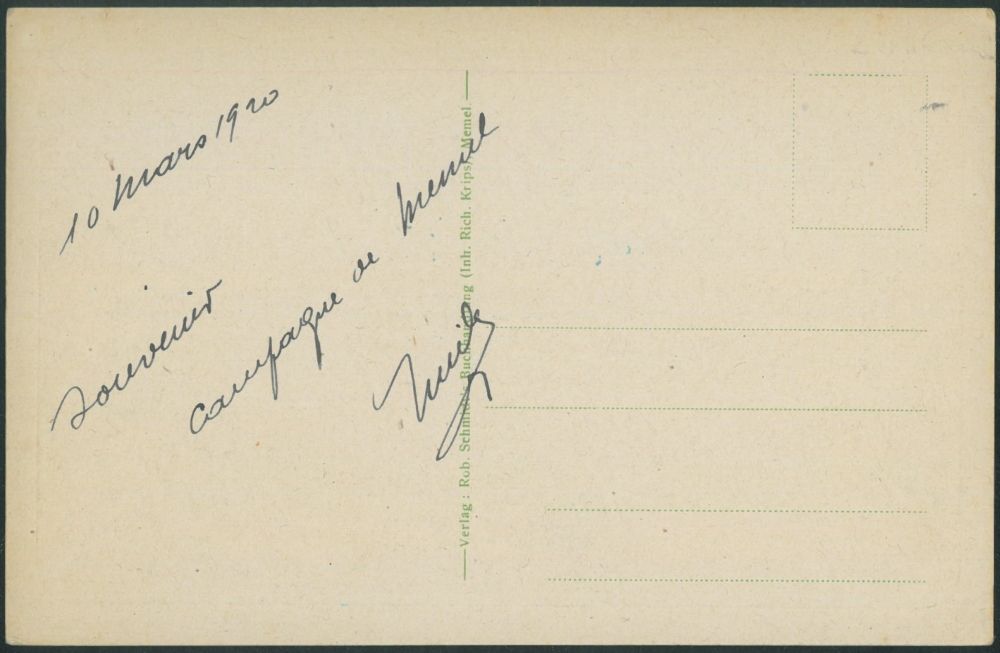 10 mars 1920
Souvenir
campagne de Memel
Verlag: Rob. Schmidt's Buchhandlung (Inh. Rich. Krips) Memel